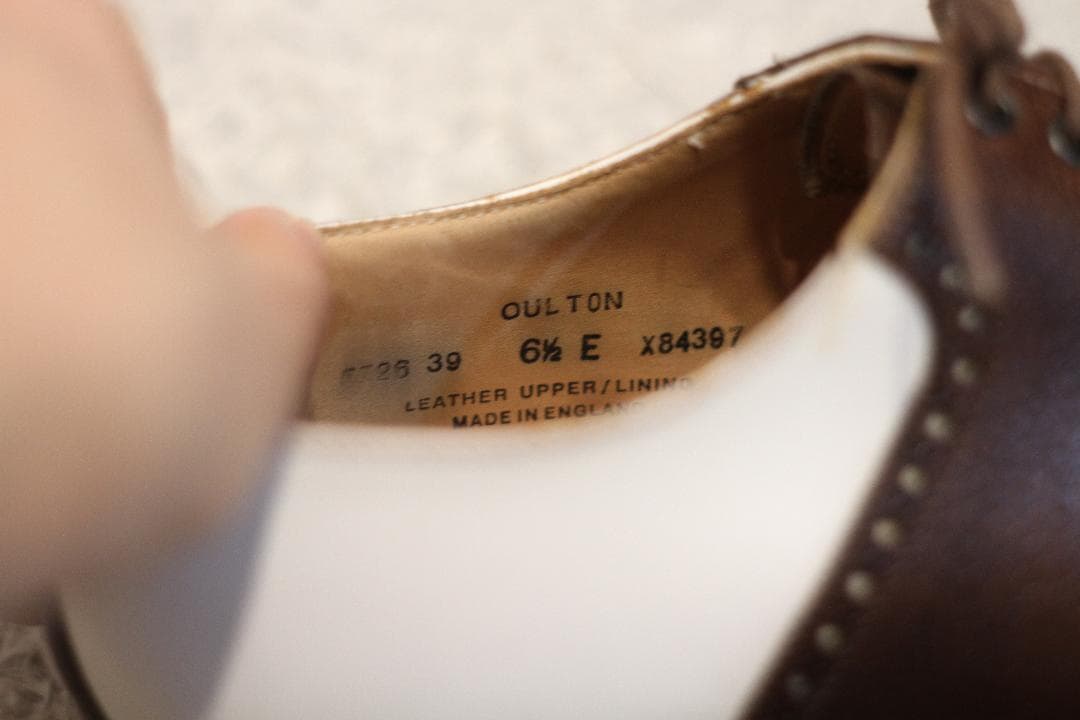 OULTON
39 6½ E X84397
LEATHER UPPER/LINING
MADE IN ENGLAND